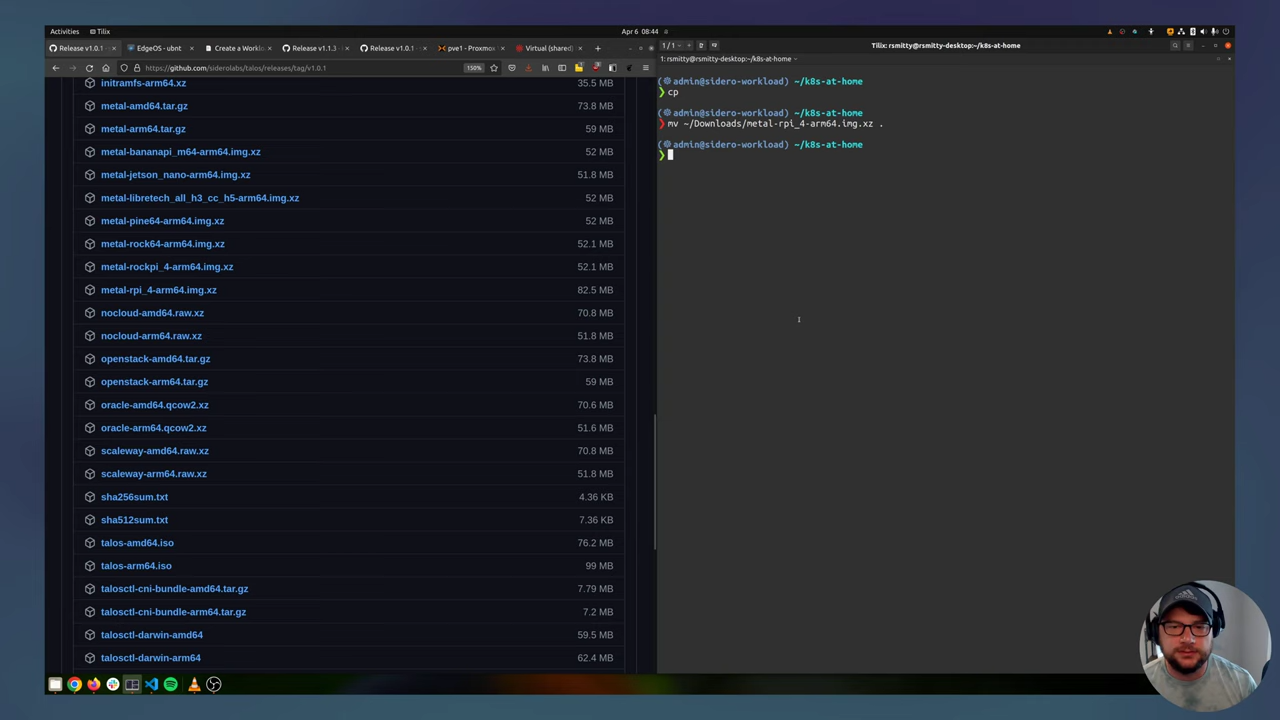 Activities
Tilix
Apr 6 08:44
Release v1.0.1 ·
EdgeOS - ubnt
Create a Worklo
Release v1.1.3 ·
Release v1.0.1 ·
pve1 - Proxmox
Virtual (shared)
https://github.com/siderolabs/talos/releases/tag/v1.0.1
150%
initramfs-arm64.xz 35.5 MB
metal-amd64.tar.gz 73.8 MB
metal-arm64.tar.gz 59 MB
metal-bananapi_m64-arm64.img.xz 52 MB
metal-jetson_nano-arm64.img.xz 51.8 MB
metal-libretech_all_h3_cc_h5-arm64.img.xz 52 MB
metal-pine64-arm64.img.xz 52 MB
metal-rock64-arm64.img.xz 52.1 MB
metal-rockpi_4-arm64.img.xz 52.1 MB
metal-rpi_4-arm64.img.xz 82.5 MB
nocloud-amd64.raw.xz 70.8 MB
nocloud-arm64.raw.xz 51.8 MB
openstack-amd64.tar.gz 73.8 MB
openstack-arm64.tar.gz 59 MB
oracle-amd64.qcow2.xz 70.6 MB
oracle-arm64.qcow2.xz 51.6 MB
scaleway-amd64.raw.xz 70.8 MB
scaleway-arm64.raw.xz 51.8 MB
sha256sum.txt 4.36 KB
sha512sum.txt 7.36 KB
talos-amd64.iso 76.2 MB
talos-arm64.iso 99 MB
talosctl-cni-bundle-amd64.tar.gz 7.79 MB
talosctl-cni-bundle-arm64.tar.gz 7.2 MB
talosctl-darwin-amd64 59.5 MB
talosctl-darwin-arm64 62.4 MB
1 / 1
Tilix: rsmitty@rsmitty-desktop:~/k8s-at-home
1: rsmitty@rsmitty-desktop:~/k8s-at-home
(⎈admin@sidero-workload) ~/k8s-at-home
❯ cp
(⎈admin@sidero-workload) ~/k8s-at-home
❯ mv ~/Downloads/metal-rpi_4-arm64.img.xz .
(⎈admin@sidero-workload) ~/k8s-at-home
❯